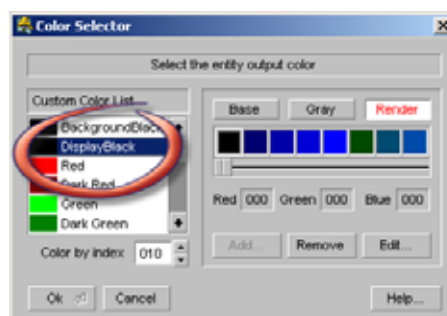 Color Selector
Select the entity output color
Custom Color List
BackgroundBlack
DisplayBlack
Red
Dark Red
Green
Dark Green
Color by index 010
Base Gray Render
Red 000 Green 000 Blue 000
Add... Remove Edit...
Ok Cancel Help...